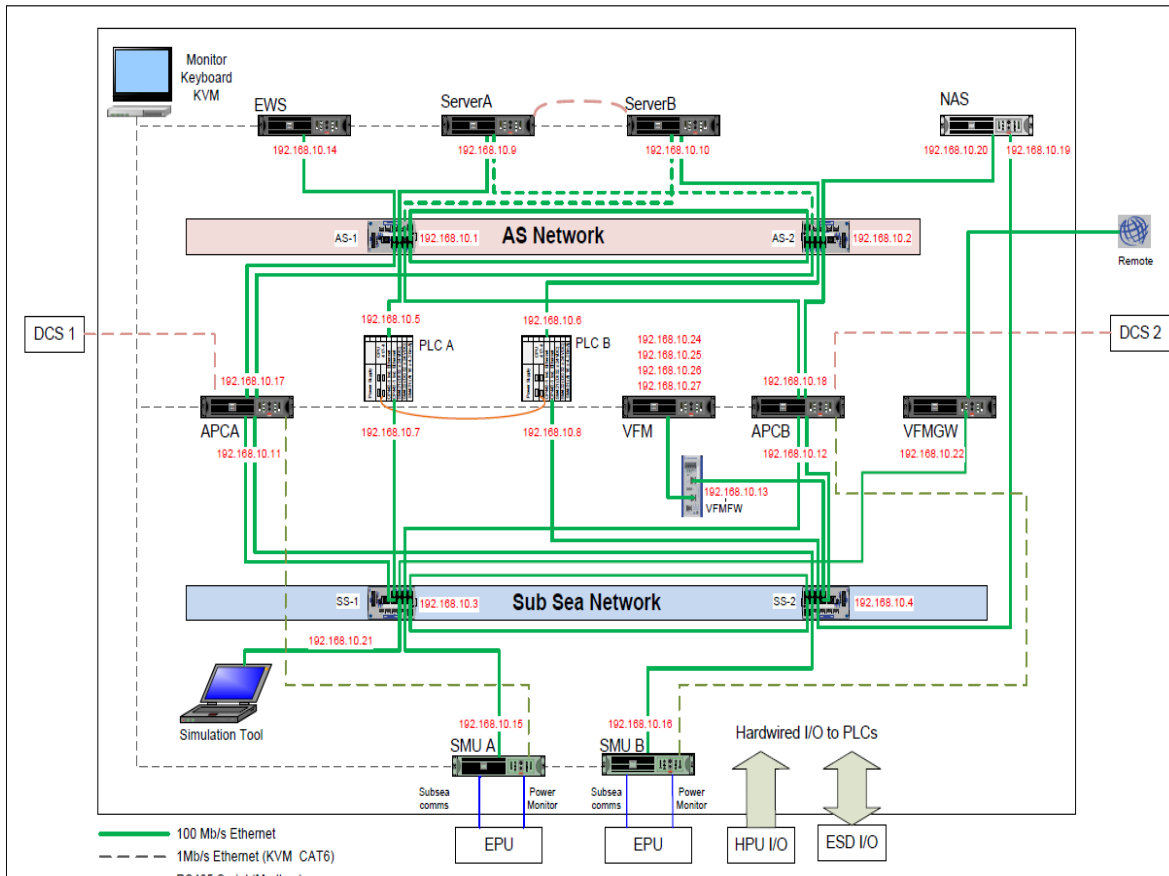 Monitor
Keyboard
KVM
EWS
ServerA
ServerB
NAS
192.168.10.14
192.168.10.9
192.168.10.10
192.168.10.20
192.168.10.19
AS-1
192.168.10.1
AS Network
AS-2
192.168.10.2
Remote
DCS 1
192.168.10.5
PLC A
192.168.10.6
PLC B
192.168.10.24
192.168.10.25
192.168.10.26
192.168.10.27
DCS 2
192.168.10.17
192.168.10.18
APCA
192.168.10.11
192.168.10.7
192.168.10.8
VFM
APCB
192.168.10.12
VFMGW
192.168.10.22
192.168.10.13
VFMFW
SS-1
192.168.10.3
Sub Sea Network
SS-2
192.168.10.4
192.168.10.21
Simulation Tool
192.168.10.15
SMU A
192.168.10.16
SMU B
Hardwired I/O to PLCs
Subsea
comms
Power
Monitor
Subsea
comms
Power
Monitor
EPU
EPU
HPU I/O
ESD I/O
100 Mb/s Ethernet
1Mb/s Ethernet (KVM CAT6)